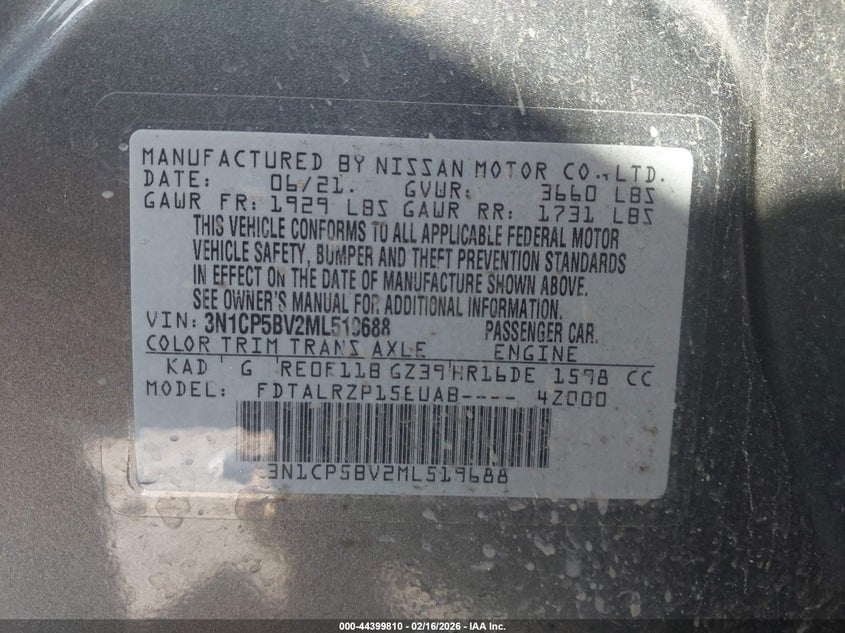 MANUFACTURED BY NISSAN MOTOR CO.,LTD.
DATE: 06/21. GVWR: 3660 LBS
GAWR FR: 1929 LBS GAWR RR: 1731 LBS
THIS VEHICLE CONFORMS TO ALL APPLICABLE FEDERAL MOTOR
VEHICLE SAFETY, BUMPER AND THEFT PREVENTION STANDARDS
IN EFFECT ON THE DATE OF MANUFACTURE SHOWN ABOVE.
SEE OWNER'S MANUAL FOR ADDITIONAL INFORMATION.
VIN: 3N1CP5BV2ML519688 PASSENGER CAR.
COLOR TRIM TRANS AXLE ENGINE
KAD G RE0F11B GZ39 HR16DE 1598 CC
MODEL: FDTALRZP15EUAB---- 4Z000
3N1CP5BV2ML519688
000-44399810 - 02/16/2026 - IAA Inc.